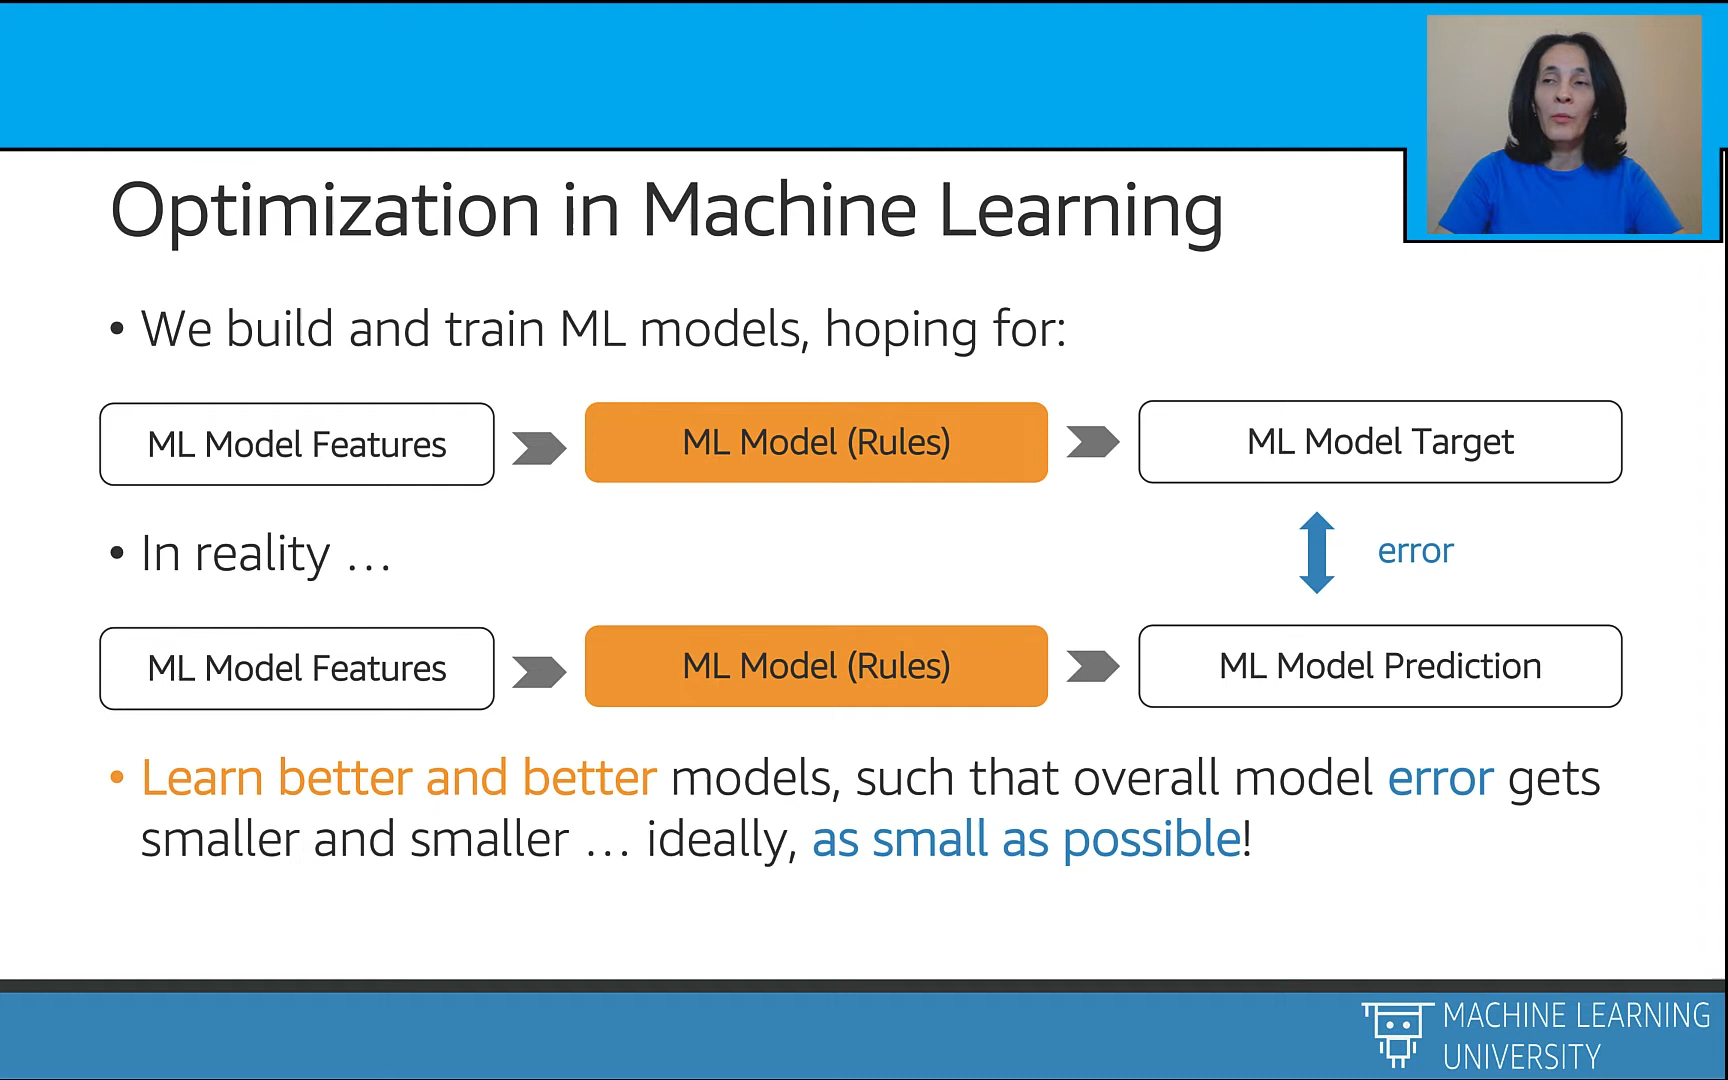 Optimization in Machine Learning
• We build and train ML models, hoping for:
ML Model Features
ML Model (Rules)
ML Model Target
• In reality …
error
ML Model Features
ML Model (Rules)
ML Model Prediction
• Learn better and better models, such that overall model error gets
smaller and smaller … ideally, as small as possible!
MACHINE LEARNING
UNIVERSITY